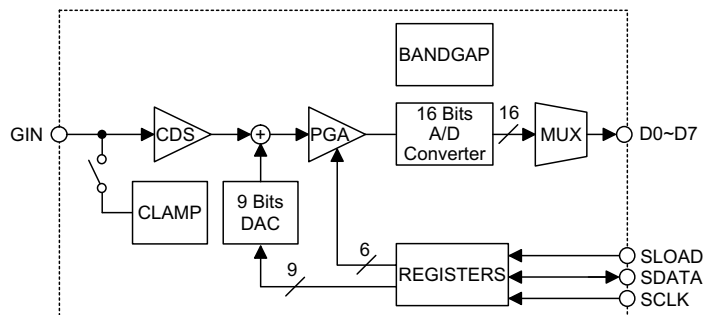 BANDGAP
GIN
CDS
+
PGA
16 Bits
A/D
Converter
16
MUX
D0~D7
CLAMP
9 Bits
DAC
6
9
REGISTERS
SLOAD
SDATA
SCLK